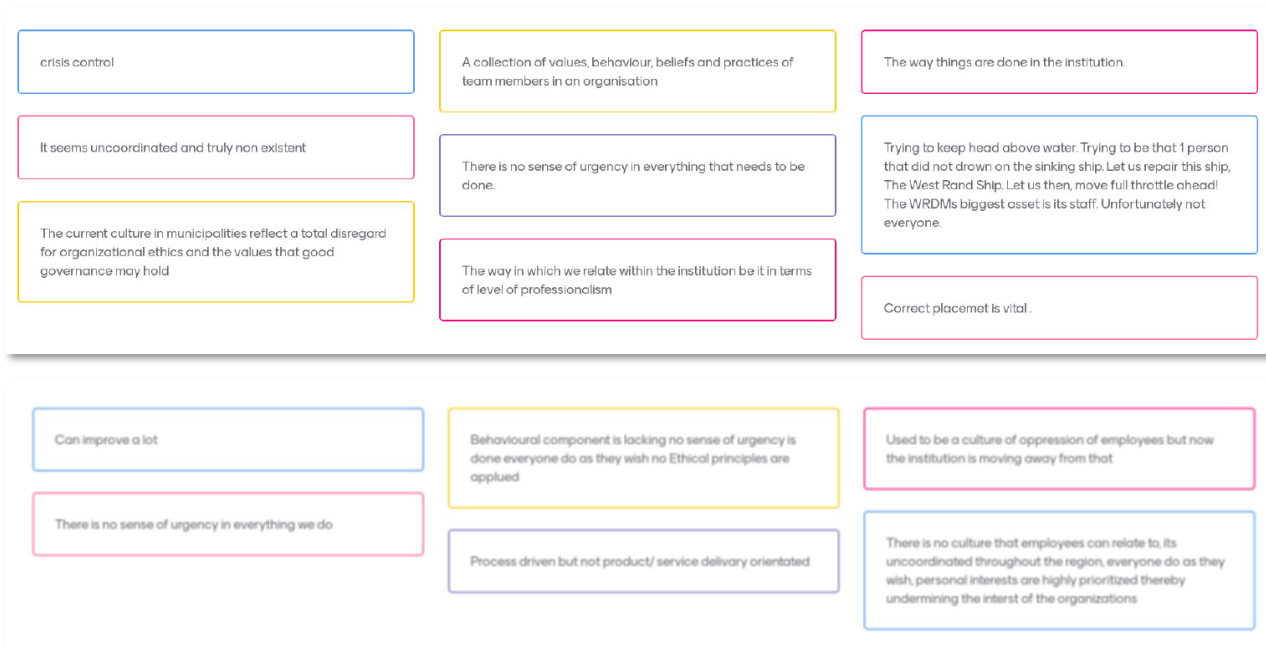 crisis control
It seems uncoordinated and truly non existent
The current culture in municipalities reflect a total disregard
for organizational ethics and the values that good
governance may hold
A collection of values, behaviour, beliefs and practices of
team members in an organisation
There is no sense of urgency in everything that needs to be
done.
The way in which we relate within the institution be it in terms
of level of professionalism
The way things are done in the institution.
Trying to keep head above water. Trying to be that 1 person
that did not drown on the sinking ship. Let us repair this ship,
The West Rand Ship. Let us then, move full throttle ahead!
The WRDMs biggest asset is its staff. Unfortunately not
everyone.
Correct placemet is vital .
Can improve a lot
There is no sense of urgency in everything we do
Behavioural component is lacking no sense of urgency is
done everyone do as they wish no Ethical principles are
applued
Process driven but not product/ service delivary orientated
Used to be a culture of oppression of employees but now
the institution is moving away from that
There is no culture that employees can relate to, its
uncoordinated throughout the region, everyone do as they
wish, personal interests are highly prioritized thereby
undermining the interst of the organizations